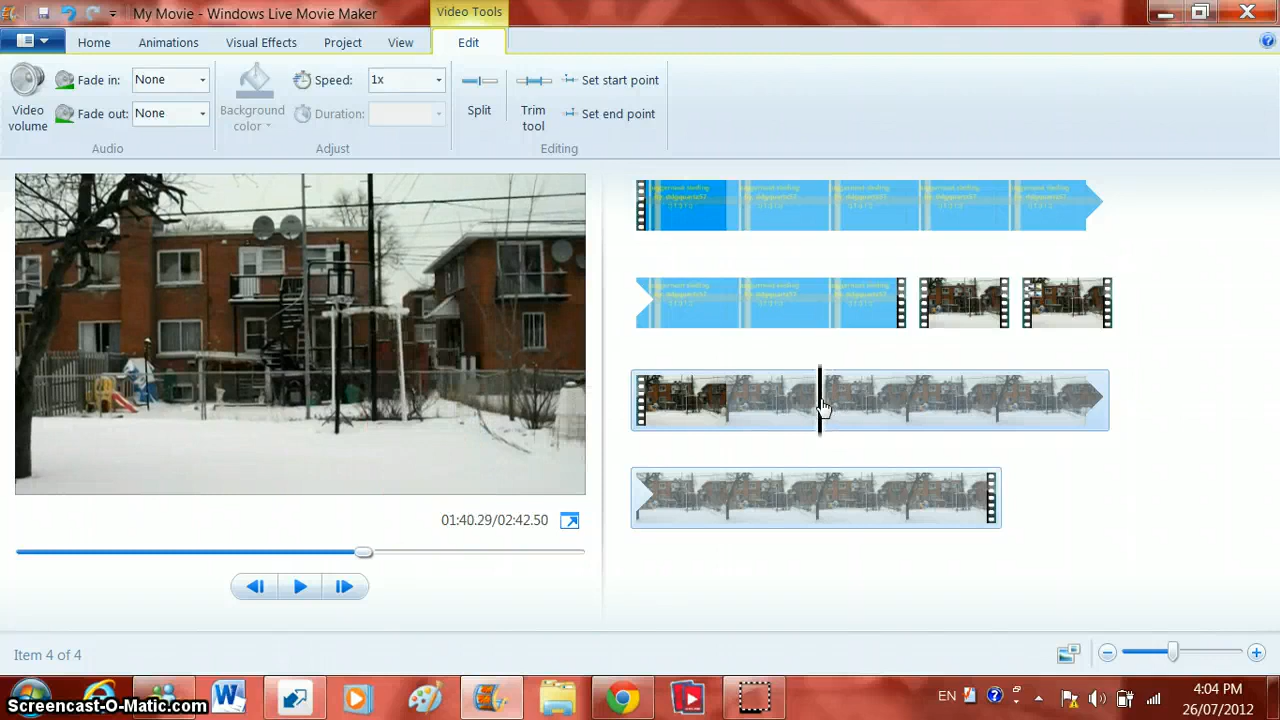 My Movie - Windows Live Movie Maker
Video Tools
Home
Animations
Visual Effects
Project
View
Edit
Video volume
Fade in:
None
Fade out:
None
Audio
Background color
Speed:
1x
Duration:
Adjust
Split
Trim tool
Set start point
Set end point
Editing
01:40.29/02:42.50
Item 4 of 4
Screencast-O-Matic.com
EN
4:04 PM
26/07/2012